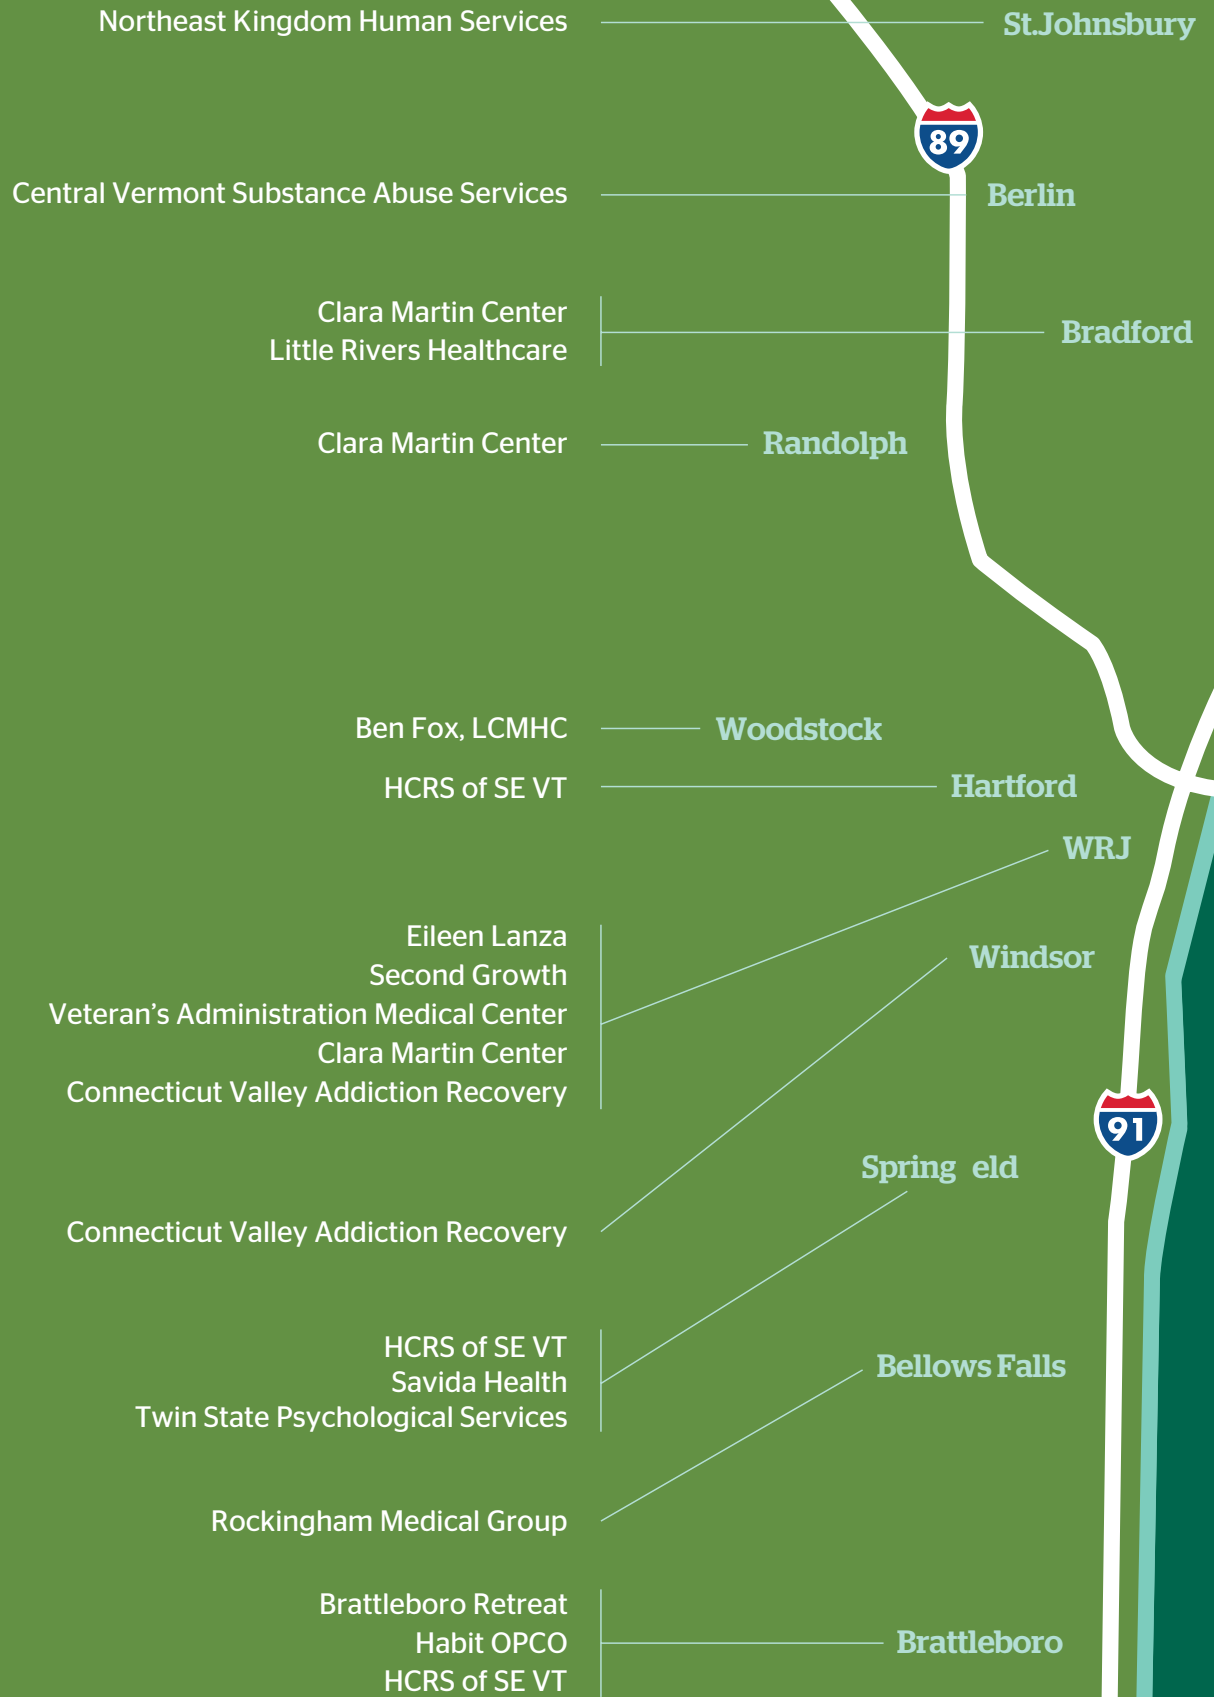 Northeast Kingdom Human Services
St.Johnsbury
89
Central Vermont Substance Abuse Services
Berlin
Clara Martin Center
Little Rivers Healthcare
Bradford
Clara Martin Center
Randolph
Ben Fox, LCMHC
Woodstock
HCRS of SE VT
Hartford
WRJ
Eileen Lanza
Second Growth
Veteran's Administration Medical Center
Clara Martin Center
Connecticut Valley Addiction Recovery
Windsor
91
Spring eld
Connecticut Valley Addiction Recovery
HCRS of SE VT
Savida Health
Twin State Psychological Services
Bellows Falls
Rockingham Medical Group
Brattleboro Retreat
Habit OPCO
HCRS of SE VT
Brattleboro